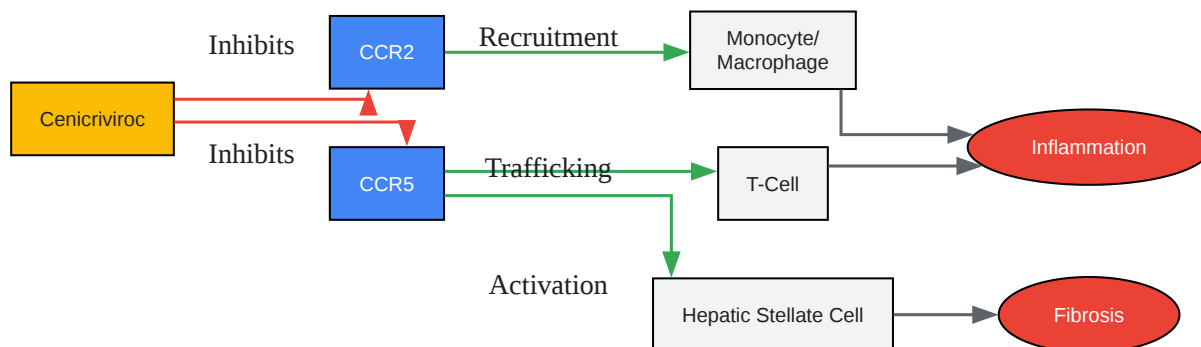 Inhibits
CCR2
Recruitment
Monocyte/
Macrophage
Cenicriviroc
Inhibits
CCR5
Trafficking
T-Cell
Inflammation
Activation
Hepatic Stellate Cell
Fibrosis